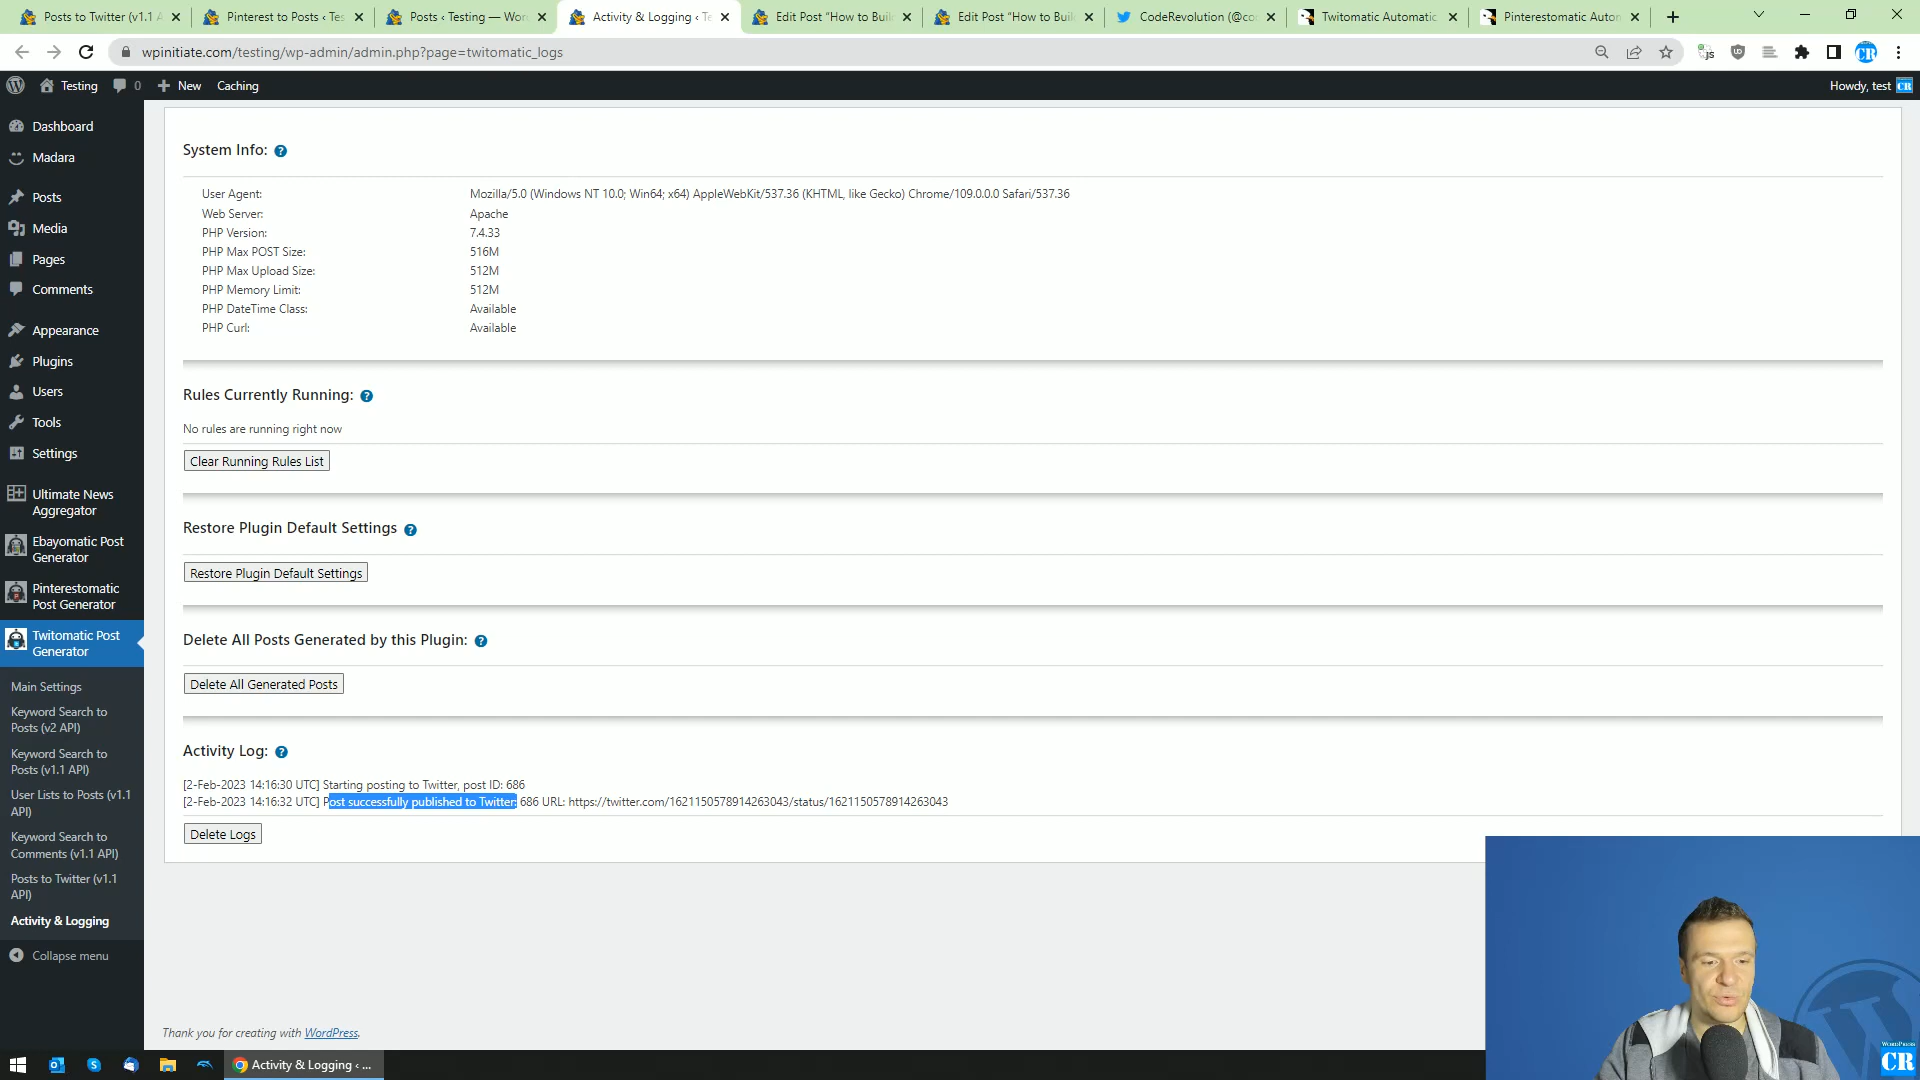 Posts to Twitter (v1.1 A
Pinterest to Posts ‹ Tes
Posts ‹ Testing — Wor
Activity & Logging ‹ Te
Edit Post “How to Buil
Edit Post “How to Buil
CodeRevolution (@co
Twitomatic Automatic
Pinterestomatic Autor
wpinitiate.com/testing/wp-admin/admin.php?page=twitomatic_logs
Testing
0
New
Caching
Howdy, test
Dashboard
Madara
Posts
Media
Pages
Comments
Appearance
Plugins
Users
Tools
Settings
Ultimate News
Aggregator
Ebayomatic Post
Generator
Pinterestomatic
Post Generator
Twitomatic Post
Generator
Main Settings
Keyword Search to
Posts (v2 API)
Keyword Search to
Posts (v1.1 API)
User Lists to Posts (v1.1
API)
Keyword Search to
Comments (v1.1 API)
Posts to Twitter (v1.1
API)
Activity & Logging
Collapse menu
System Info:
User Agent: Mozilla/5.0 (Windows NT 10.0; Win64; x64) AppleWebKit/537.36 (KHTML, like Gecko) Chrome/109.0.0.0 Safari/537.36
Web Server: Apache
PHP Version: 7.4.33
PHP Max POST Size: 516M
PHP Max Upload Size: 512M
PHP Memory Limit: 512M
PHP DateTime Class: Available
PHP Curl: Available
Rules Currently Running:
No rules are running right now
Clear Running Rules List
Restore Plugin Default Settings
Restore Plugin Default Settings
Delete All Posts Generated by this Plugin:
Delete All Generated Posts
Activity Log:
[2-Feb-2023 14:16:30 UTC] Starting posting to Twitter, post ID: 686
[2-Feb-2023 14:16:32 UTC] Post successfully published to Twitter: 686 URL: https://twitter.com/1621150578914263043/status/1621150578914263043
Delete Logs
Thank you for creating with WordPress.
Activity & Logging ‹ ...
WORDPRESS
CR